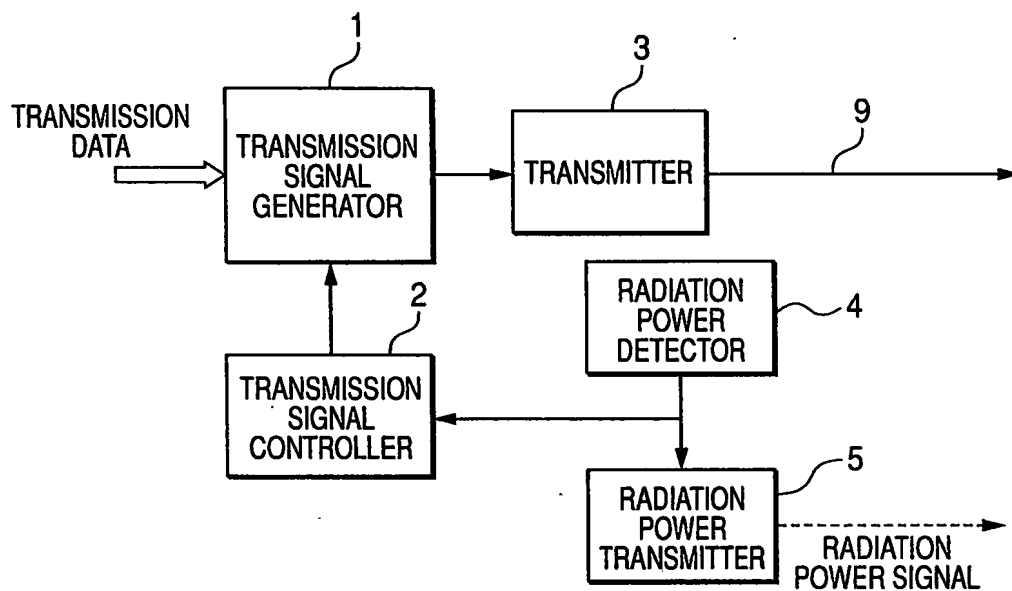 1
3
9
TRANSMISSION
DATA
TRANSMISSION
SIGNAL
GENERATOR
TRANSMITTER
2
4
RADIATION
POWER
DETECTOR
TRANSMISSION
SIGNAL
CONTROLLER
5
RADIATION
POWER
TRANSMITTER
RADIATION
POWER SIGNAL